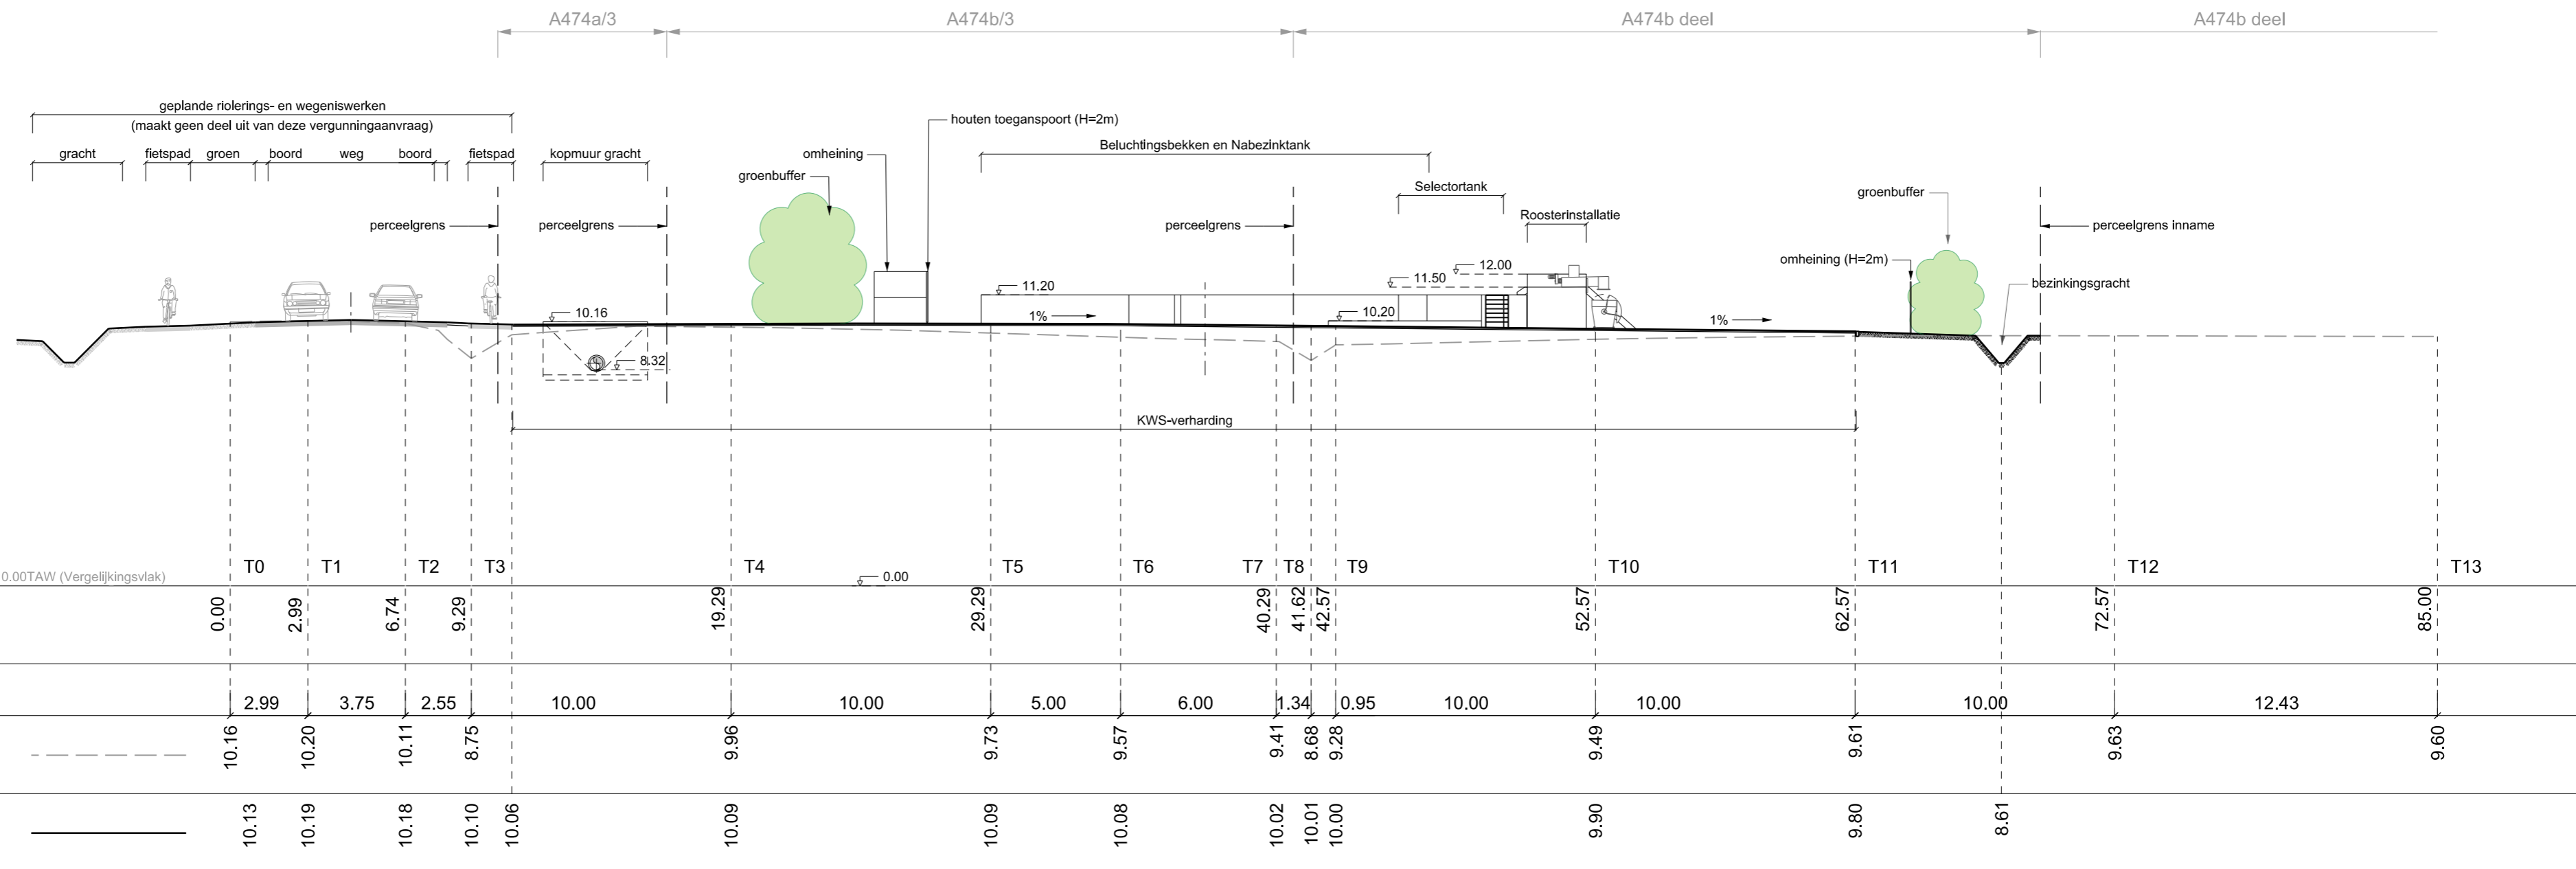 A474a/3
A474b/3
A474b deel
A474b deel
geplande riolerings- en wegeniswerken
(maakt geen deel uit van deze vergunningaanvraag)
gracht
fietspad
groen
boord
weg
boord
fietspad
kopmuur gracht
houten toeganspoort (H=2m)
omheining
groenbuffer
Beluchtingsbekken en Nabezinktank
Selectortank
Roosterinstallatie
groenbuffer
perceelgrens
perceelgrens
perceelgrens
perceelgrens inname
omheining (H=2m)
bezinkingsgracht
10.16
8.32
11.20
1%
11.50
12.00
10.20
1%
KWS-verharding
0.00TAW (Vergelijkingsvlak)
T0
T1
T2
T3
T4
0.00
T5
T6
T7
T8
T9
T10
T11
T12
T13
0.00
2.99
6.74
9.29
19.29
29.29
40.29
41.62
42.57
52.57
62.57
72.57
85.00
2.99
3.75
2.55
10.00
10.00
5.00
6.00
1.34
0.95
10.00
10.00
10.00
12.43
10.16
10.20
10.11
8.75
9.96
9.73
9.57
9.41
8.68
9.28
9.49
9.61
9.63
9.60
10.13
10.19
10.18
10.10
10.06
10.09
10.09
10.08
10.02
10.01
10.00
9.90
9.80
8.61